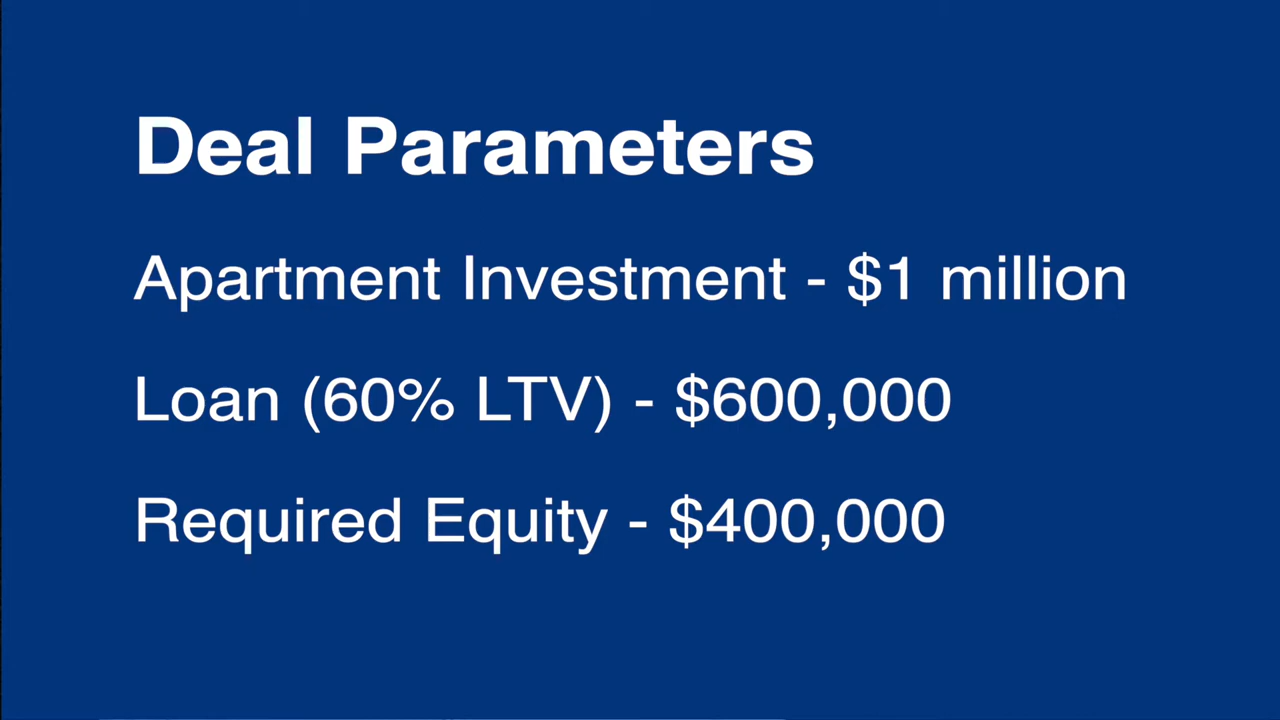 Deal Parameters
Apartment Investment - $1 million
Loan (60% LTV) - $600,000
Required Equity - $400,000